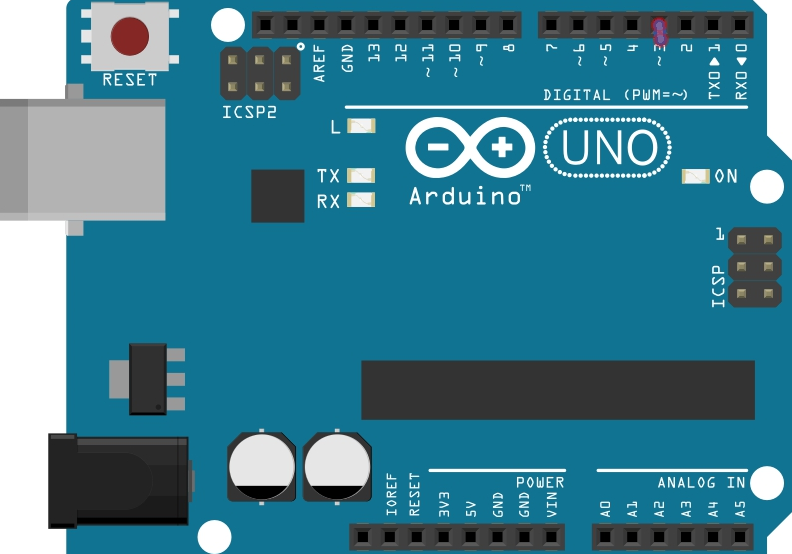 RESET
ICSP2
AREF
GND
13
12
~11
~10
~9
8
7
~6
~5
4
~3
2
TX0▶1
RX0◀0
DIGITAL (PWM=~)
L
TX
RX
Arduino™
UNO
ON
1
ICSP
POWER
ANALOG IN
IOREF
RESET
3V3
5V
GND
GND
VIN
A0
A1
A2
A3
A4
A5